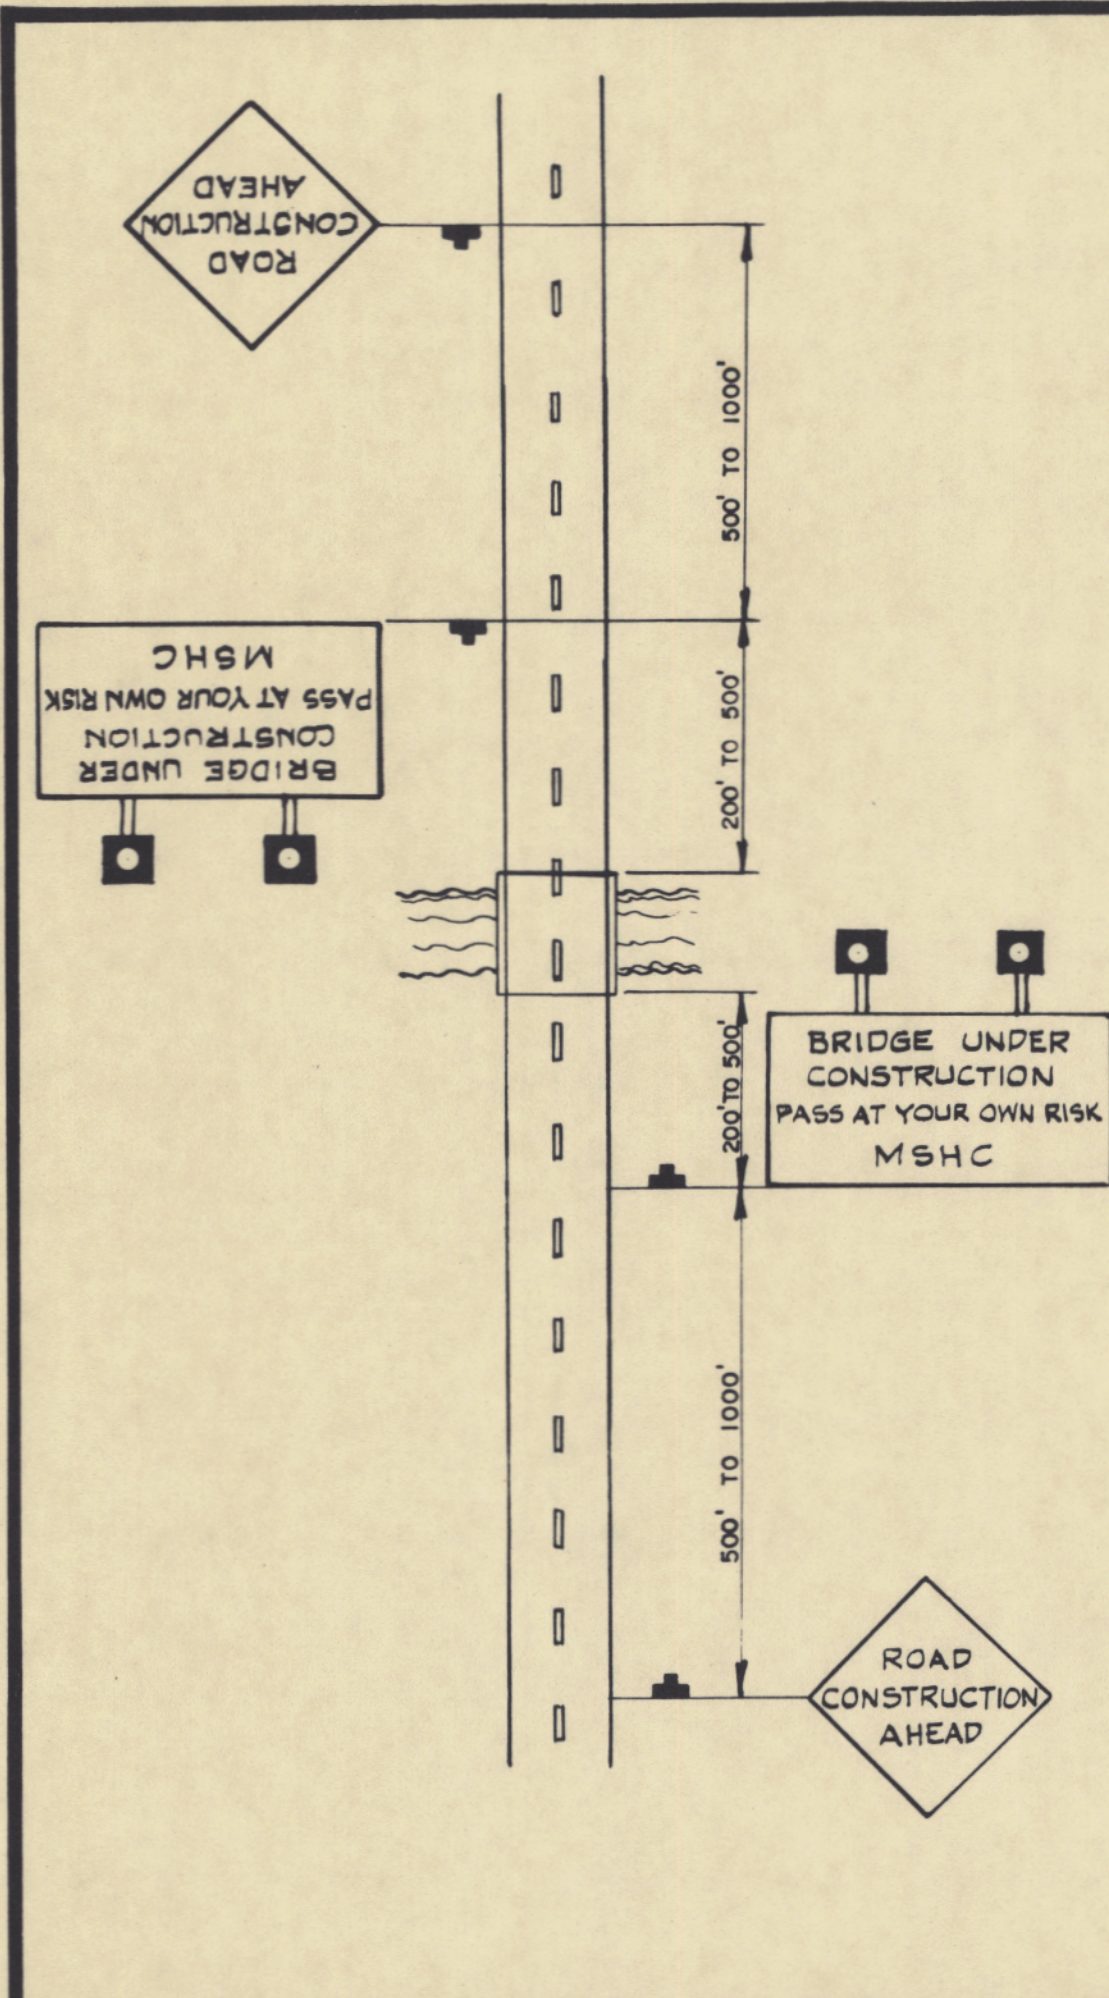 ROAD
CONSTRUCTION
AHEAD
500' TO 1000'
BRIDGE UNDER
CONSTRUCTION
PASS AT YOUR OWN RISK
MSHC
200' TO 500'
200' TO 500'
BRIDGE UNDER
CONSTRUCTION
PASS AT YOUR OWN RISK
MSHC
500' TO 1000'
ROAD
CONSTRUCTION
AHEAD